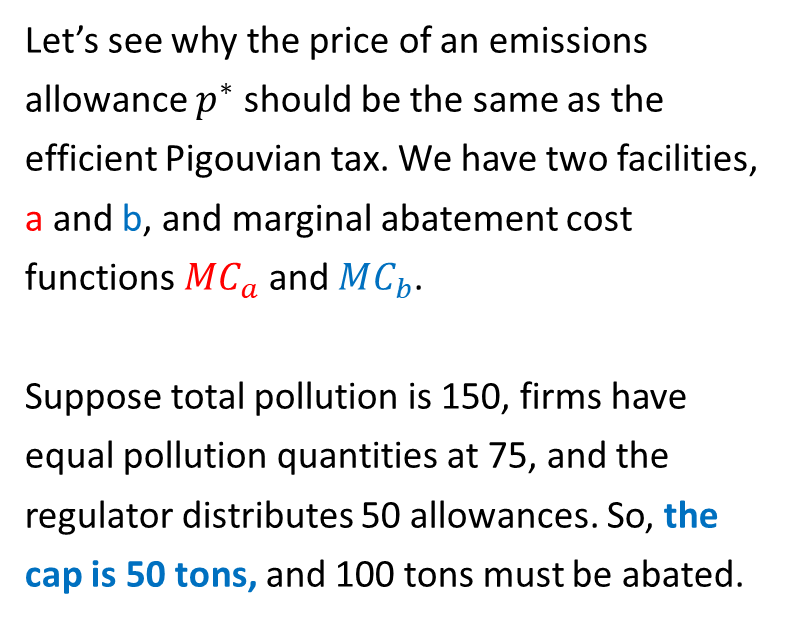 Let’s see why the price of an emissions
allowance p* should be the same as the
efficient Pigouvian tax. We have two facilities,
a and b, and marginal abatement cost
functions MCₐ and MC_b.
Suppose total pollution is 150, firms have
equal pollution quantities at 75, and the
regulator distributes 50 allowances. So, the
cap is 50 tons, and 100 tons must be abated.